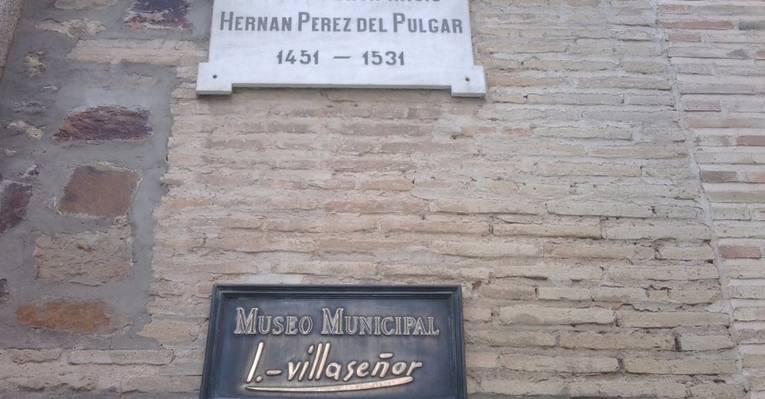 HERNAN PEREZ DEL PULGAR
1451 — 1531
MUSEO MUNICIPAL
I.-villaseñor